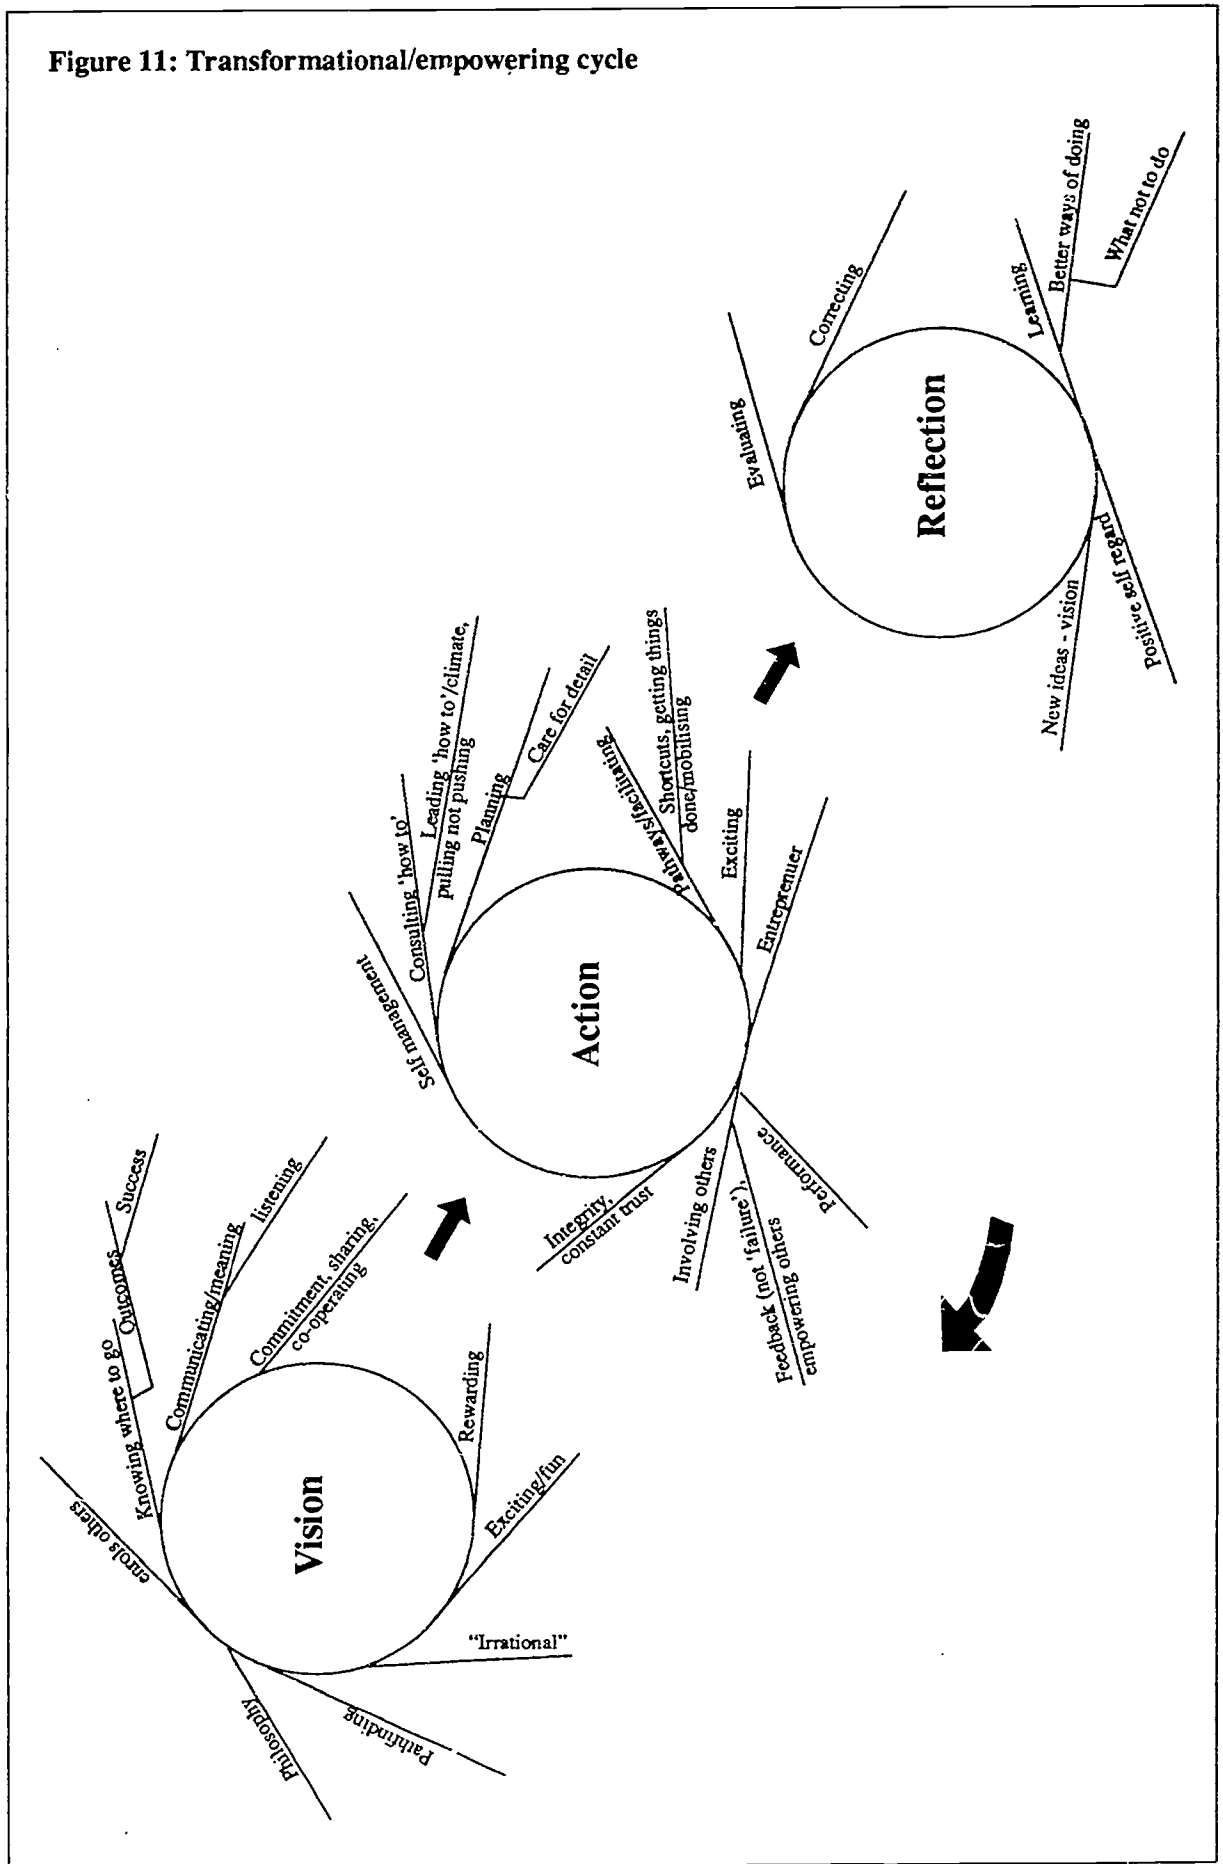 Figure 11: Transformational/empowering cycle
Vision
enrols others
Knowing where to go
Outcomes
Success
Communicating/meaning
listening
Commitment, sharing,
co-operating
Rewarding
Exciting/fun
"Irrational"
Pathfinding
Philosophy
Action
Self management
Consulting 'how to'
Leading 'how to'/climate,
pulling not pushing
Planning
Care for detail
Pathways/facilitating
Shortcuts, getting things
done/mobilising
Exciting
Entreprenuer
Performance
Feedback (not 'failure'),
empowering others
Involving others
Integrity,
constant trust
Reflection
Evaluating
Correcting
Learning
Better ways of doing
What not to do
Positive self regard
New ideas - vision